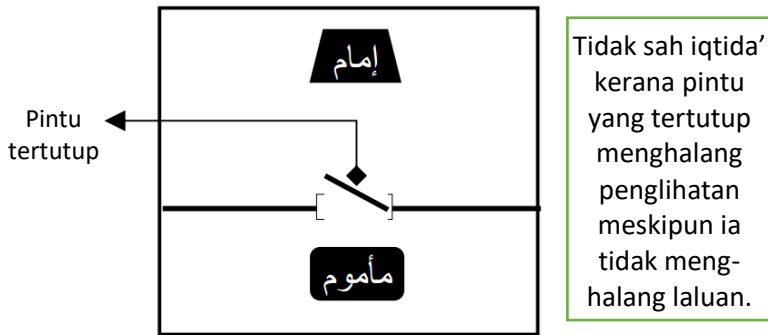 إمام
Pintu
tertutup
مأموم
Tidak sah iqtida’
kerana pintu
yang tertutup
menghalang
penglihatan
meskipun ia
tidak meng-
halang laluan.